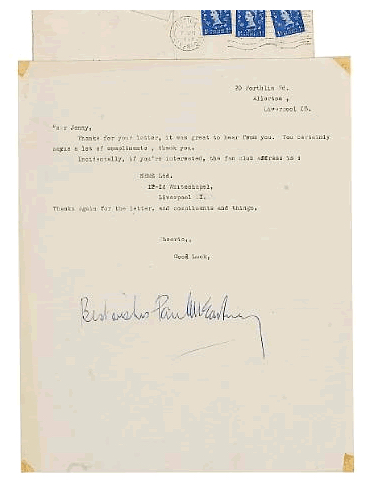 20 Forthlin Rd.
Allerton,
Liverpool 18.
Dear Jenny,
Thanks for your letter, it was great to hear from you. You certainly
a lot of compliments, thank you.
Incidentally, if you're interested, the fan club address is:
NEMS Ltd.
12-14 Whitechapel,
Liverpool I.
Thanks again for the letter, and compliments and things,
Good Luck,
Best wishes Paul McCartney